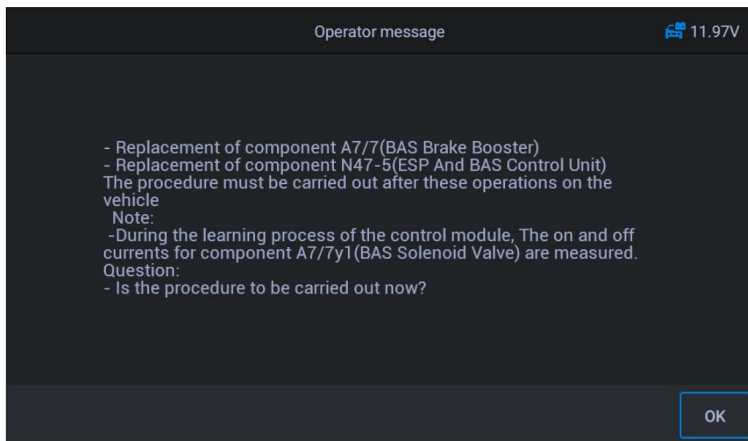 Operator message
11.97V
- Replacement of component A7/7(BAS Brake Booster)
- Replacement of component N47-5(ESP And BAS Control Unit)
The procedure must be carried out after these operations on the
vehicle
Note:
-During the learning process of the control module, The on and off
currents for component A7/7y1(BAS Solenoid Valve) are measured.
Question:
- Is the procedure to be carried out now?
OK